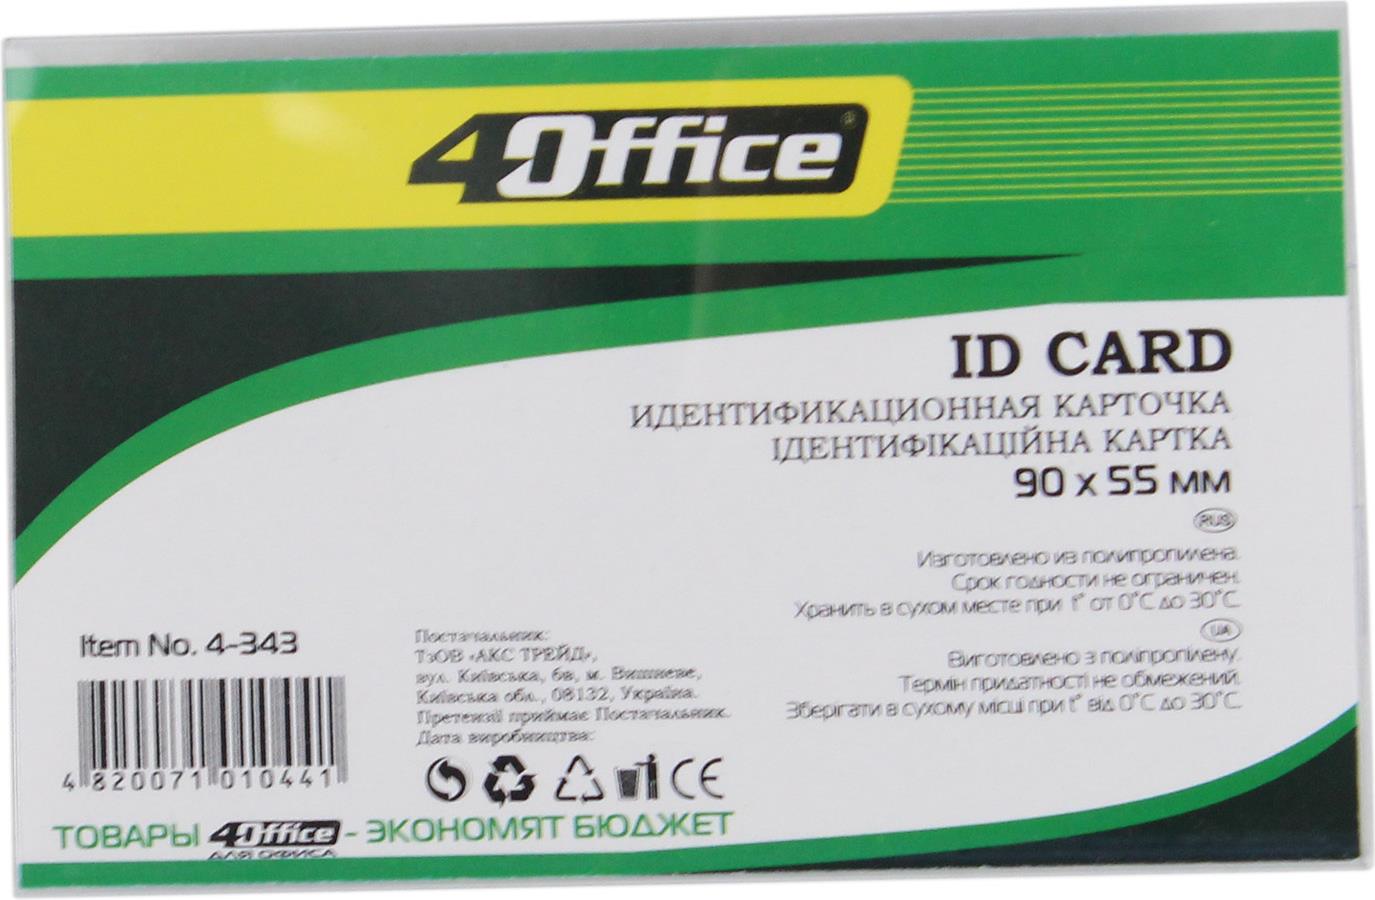 4Office®
ID CARD
ИДЕНТИФИКАЦИОННАЯ КАРТОЧКА
ІДЕНТИФІКАЦІЙНА КАРТКА
90 x 55 мм
RUS
Изготовлено из полипропилена.
Срок годности не ограничен.
Хранить в сухом месте при t° от 0°С до 30°С.
UA
Виготовлено з поліпропілену.
Термін придатності не обмежений.
Зберігати в сухому місці при t° від 0°С до 30°С.
Item No. 4-343
4820071010441
Постачальник:
ТзОВ «АКС ТРЕЙД»,
вул. Київська, 6в, м. Вишневе,
Київська обл., 08132, Україна.
Претензії приймає Постачальник.
Дата виробництва:
CE
ТОВАРЫ 4Office - ЭКОНОМЯТ БЮДЖЕТ
ДЛЯ ОФИСА